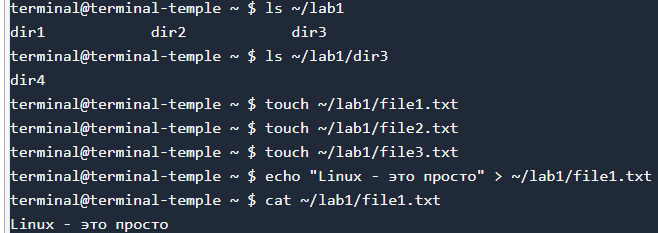 terminal@terminal-temple ~ $ ls ~/lab1
dir1 dir2 dir3
terminal@terminal-temple ~ $ ls ~/lab1/dir3
dir4
terminal@terminal-temple ~ $ touch ~/lab1/file1.txt
terminal@terminal-temple ~ $ touch ~/lab1/file2.txt
terminal@terminal-temple ~ $ touch ~/lab1/file3.txt
terminal@terminal-temple ~ $ echo "Linux - это просто" > ~/lab1/file1.txt
terminal@terminal-temple ~ $ cat ~/lab1/file1.txt
Linux - это просто